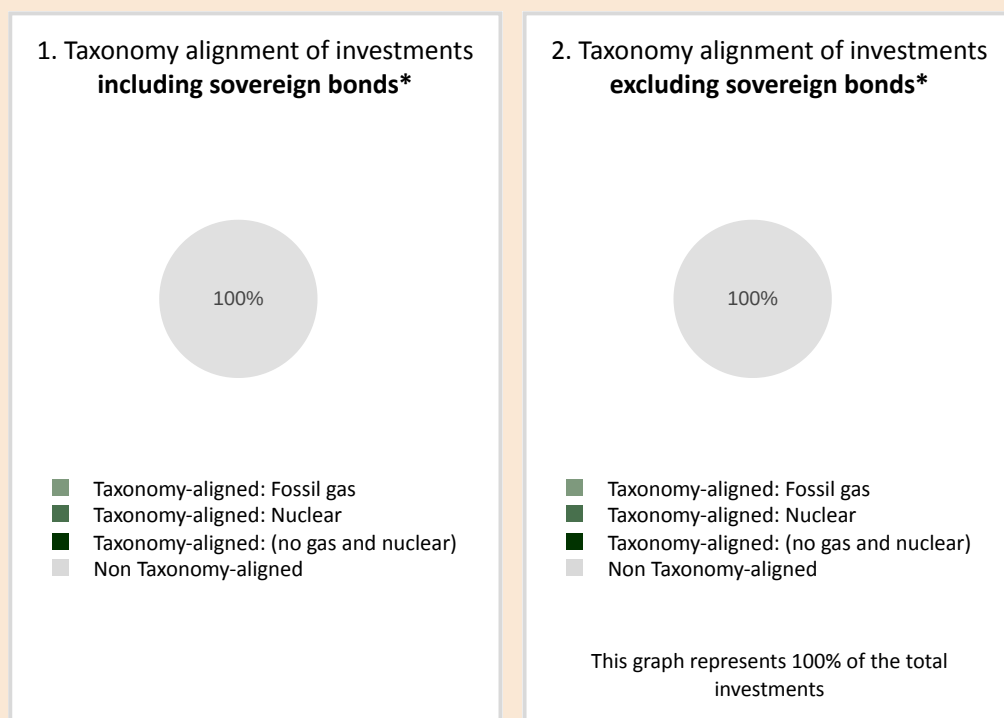 1. Taxonomy alignment of investments
including sovereign bonds*
100%
Taxonomy-aligned: Fossil gas
Taxonomy-aligned: Nuclear
Taxonomy-aligned: (no gas and nuclear)
Non Taxonomy-aligned
2. Taxonomy alignment of investments
excluding sovereign bonds*
100%
Taxonomy-aligned: Fossil gas
Taxonomy-aligned: Nuclear
Taxonomy-aligned: (no gas and nuclear)
Non Taxonomy-aligned
This graph represents 100% of the total
investments